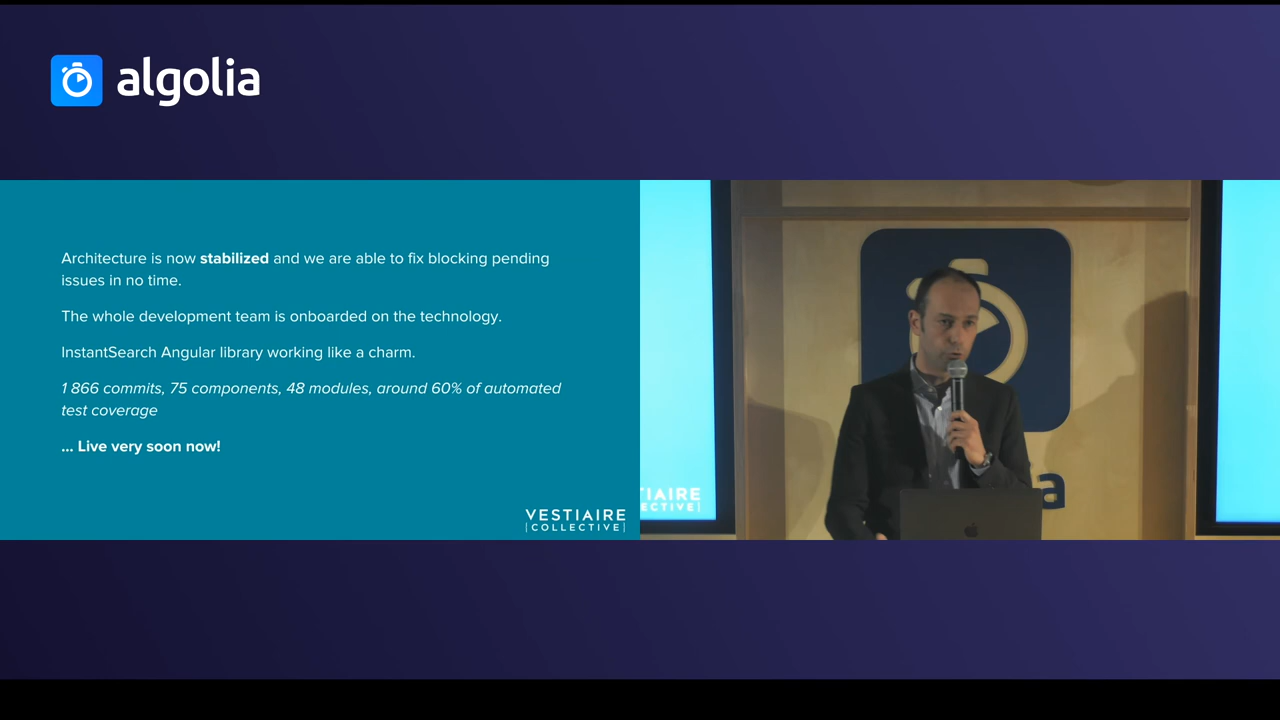 algolia
Architecture is now stabilized and we are able to fix blocking pending
issues in no time.
The whole development team is onboarded on the technology.
InstantSearch Angular library working like a charm.
1 866 commits, 75 components, 48 modules, around 60% of automated
test coverage
... Live very soon now!
VESTIAIRE
|COLLECTIVE|
TIAIRE
ECTIVE|
a